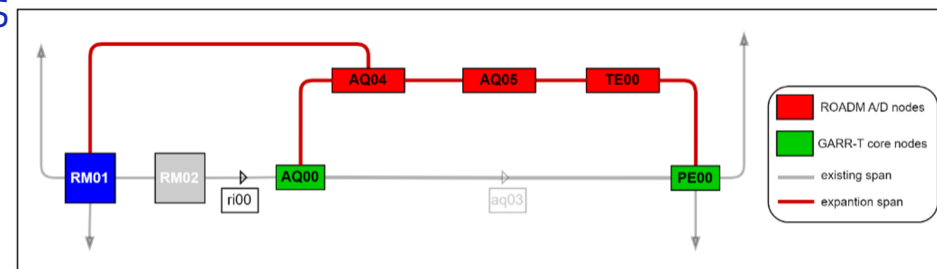 AQ04
AQ05
TE00
RM01
RM02
ri00
AQ00
aq03
PE00
ROADM A/D nodes
GARR-T core nodes
existing span
expantion span